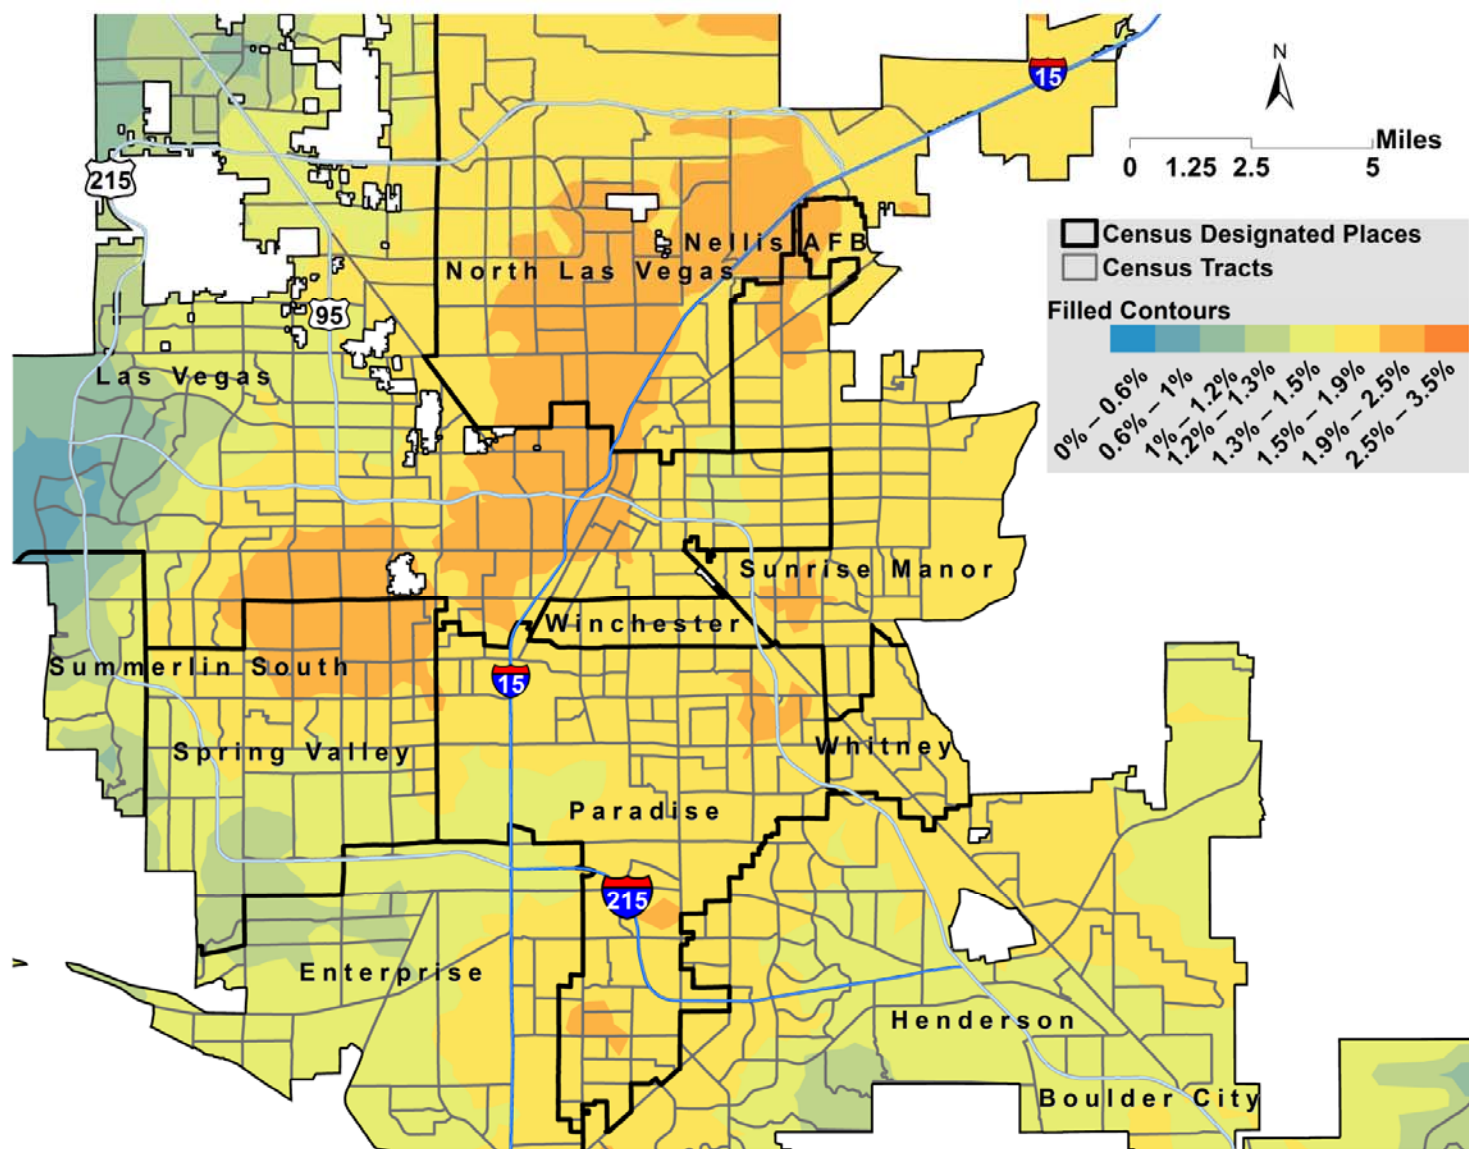 N
15
Miles
0 1.25 2.5 5
215
Census Designated Places
Nellis AFB
North Las Vegas
Census Tracts
95
Filled Contours
Las Vegas
0% – 0.6%
0.6% – 1%
1% – 1.2%
1.2% – 1.3%
1.3% – 1.5%
1.5% – 1.9%
1.9% – 2.5%
2.5% – 3.5%
Sunrise Manor
Winchester
Summerlin South
15
Spring Valley
Whitney
Paradise
215
Enterprise
Henderson
Boulder City